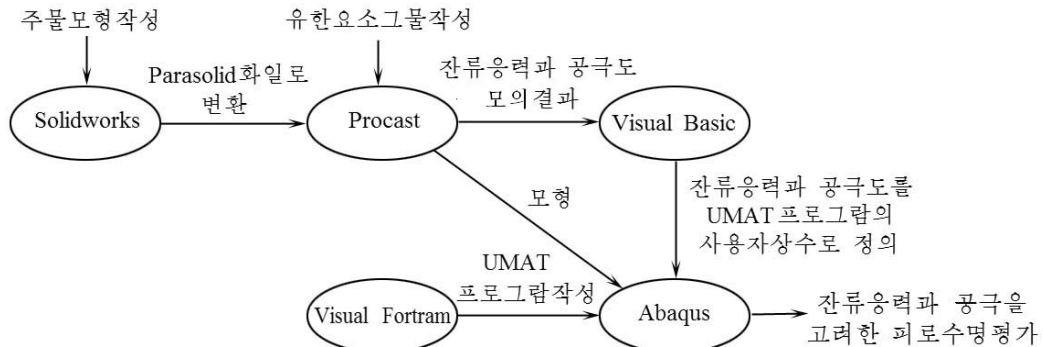 주물모형작성
유한요소그물작성
Parasolid화일로
변환
잔류응력과 공극도
모의결과
Solidworks
Procast
Visual Basic
모형
잔류응력과 공극도를
UMAT프로그람의
사용자상수로 정의
UMAT
프로그람작성
Visual Fortram
Abaqus
잔류응력과 공극을
고려한 피로수명평가